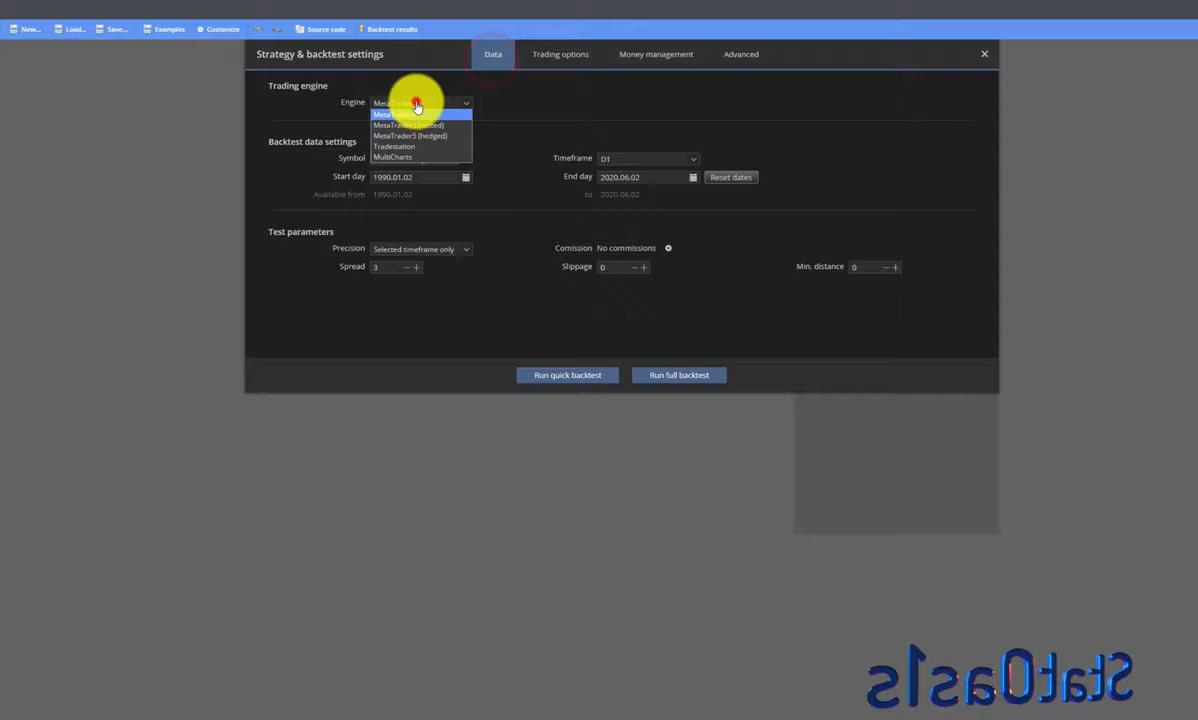 New... Load... Save... Examples Customize Source code Backtest results
Strategy & backtest settings Data Trading options Money management Advanced
Trading engine
Engine
MetaTrader5 (hedged)
Tradestation
MultiCharts
Backtest data settings
Symbol Timeframe D1
Start day 1990.01.02 End day 2020.06.02 Reset dates
Available from 1990.01.02 to 2020.06.02
Test parameters
Precision Selected timeframe only Comission No commissions
Spread 3 Slippage 0 Min. distance 0
Run quick backtest Run full backtest
StatOas1s